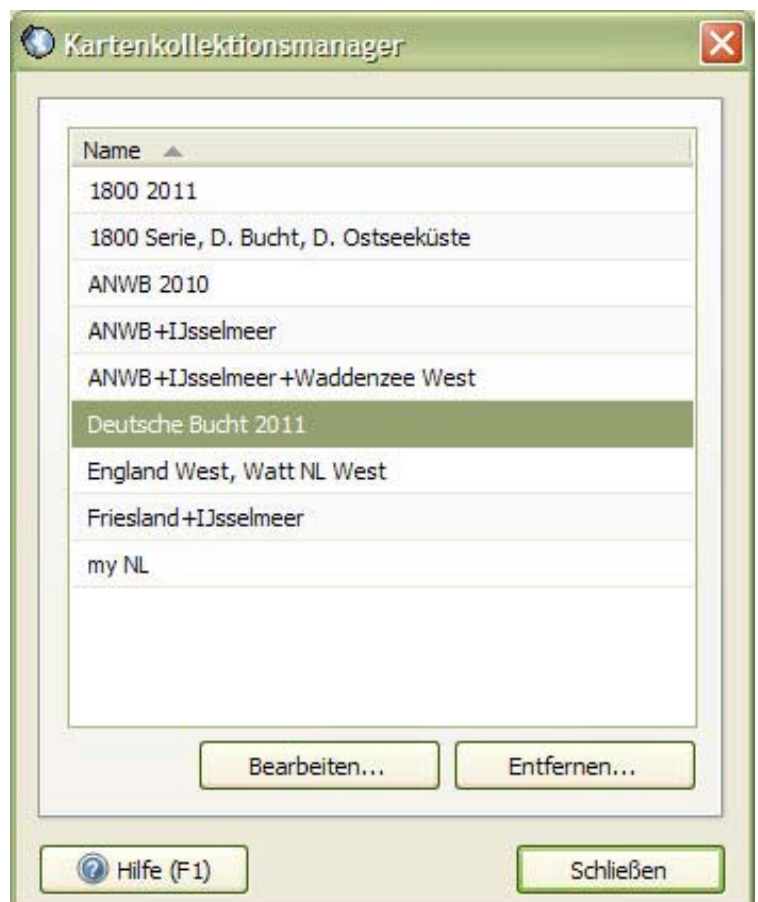 Kartenkollektionsmanager
Name
1800 2011
1800 Serie, D. Bucht, D. Ostseeküste
ANWB 2010
ANWB+IJsselmeer
ANWB+IJsselmeer+Waddenzee West
Deutsche Bucht 2011
England West, Watt NL West
Friesland+IJsselmeer
my NL
Bearbeiten... Entfernen...
Hilfe (F1) Schließen